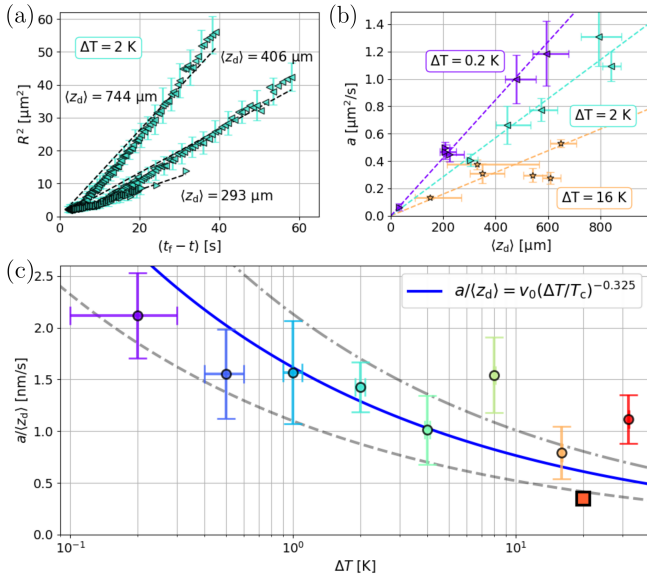 (a)
ΔT = 2 K
⟨z_d⟩ = 406 μm
⟨z_d⟩ = 744 μm
⟨z_d⟩ = 293 μm
R² [μm²]
60
50
40
30
20
10
0
0 20 40 60
(t_f − t) [s]
(b)
ΔT = 0.2 K
ΔT = 2 K
ΔT = 16 K
a [μm²/s]
1.4
1.2
1.0
0.8
0.6
0.4
0.2
0.0
0 200 400 600 800
⟨z_d⟩ [μm]
(c)
a/⟨z_d⟩ = v₀(ΔT/T_c)^−0.325
a/⟨z_d⟩ [nm/s]
2.5
2.0
1.5
1.0
0.5
0.0
10⁻¹ 10⁰ 10¹
ΔT [K]